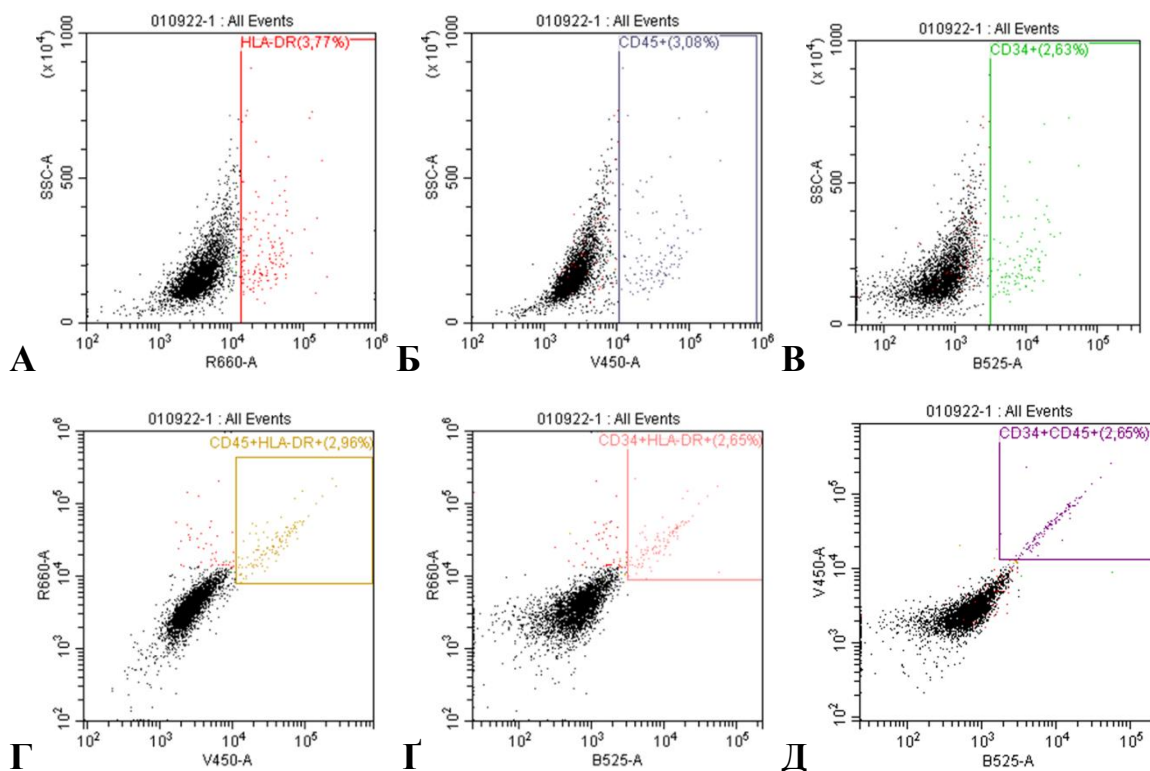 010922-1 : All Events
HLA-DR(3,77%)
(x 10⁴)
1000
500
0
SSC-A
10² 10³ 10⁴ 10⁵ 10⁶
R660-A
А
010922-1 : All Events
CD45+(3,08%)
(x 10⁴)
1000
500
0
SSC-A
10² 10³ 10⁴ 10⁵ 10⁶
V450-A
Б
010922-1 : All Events
CD34+(2,63%)
(x 10⁴)
1000
500
0
SSC-A
10² 10³ 10⁴ 10⁵
B525-A
В
010922-1 : All Events
CD45+HLA-DR+(2,96%)
10⁶
10⁵
10⁴
10³
10²
R660-A
10² 10³ 10⁴ 10⁵
V450-A
Г
010922-1 : All Events
CD34+HLA-DR+(2,65%)
10⁶
10⁵
10⁴
10³
10²
R660-A
10² 10³ 10⁴ 10⁵
B525-A
Ґ
010922-1 : All Events
CD34+CD45+(2,65%)
10⁵
10⁴
10³
10²
V450-A
10² 10³ 10⁴ 10⁵
B525-A
Д